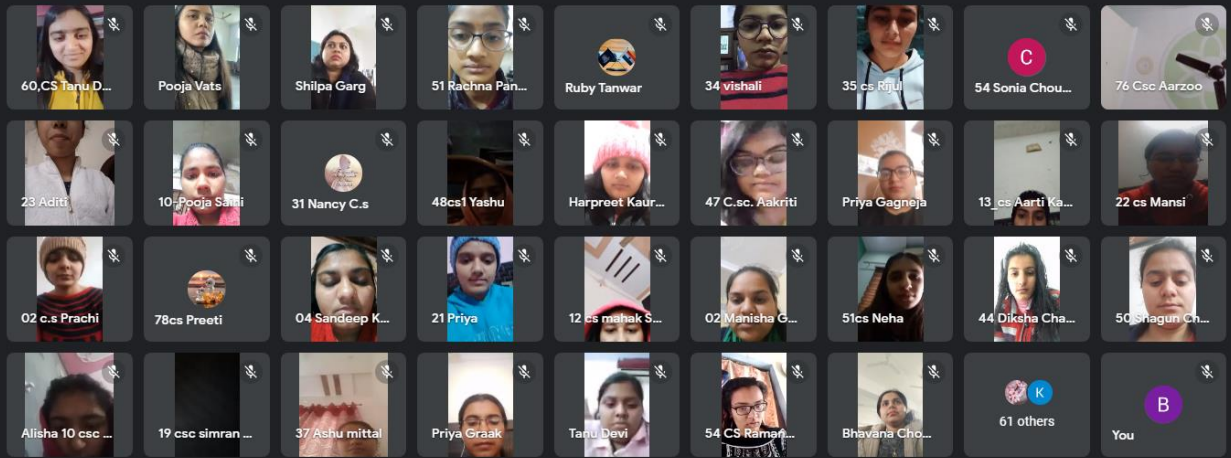 60,CS Tanu D...
Pooja Vats
Shilpa Garg
51 Rachna Pan...
Ruby Tanwar
34 vishali
35 cs Rijul
C
54 Sonia Chou...
76 Csc Aarzoo
23 Aditi
10-Pooja Saini
31 Nancy C.s
48cs1 Yashu
Harpreet Kaur...
47 C.sc. Aakriti
Priya Gagneja
13_cs Aarti Ka...
22 cs Mansi
02 c.s Prachi
78cs Preeti
04 Sandeep K...
21 Priya
12 cs mahak S...
02 Manisha G...
51cs Neha
44 Diksha Cha...
50 Shagun Ch...
Alisha 10 csc ...
19 csc simran ...
37 Ashu mittal
Priya Graak
Tanu Devi
54 CS Raman...
Bhavana Cho...
K
61 others
B
You